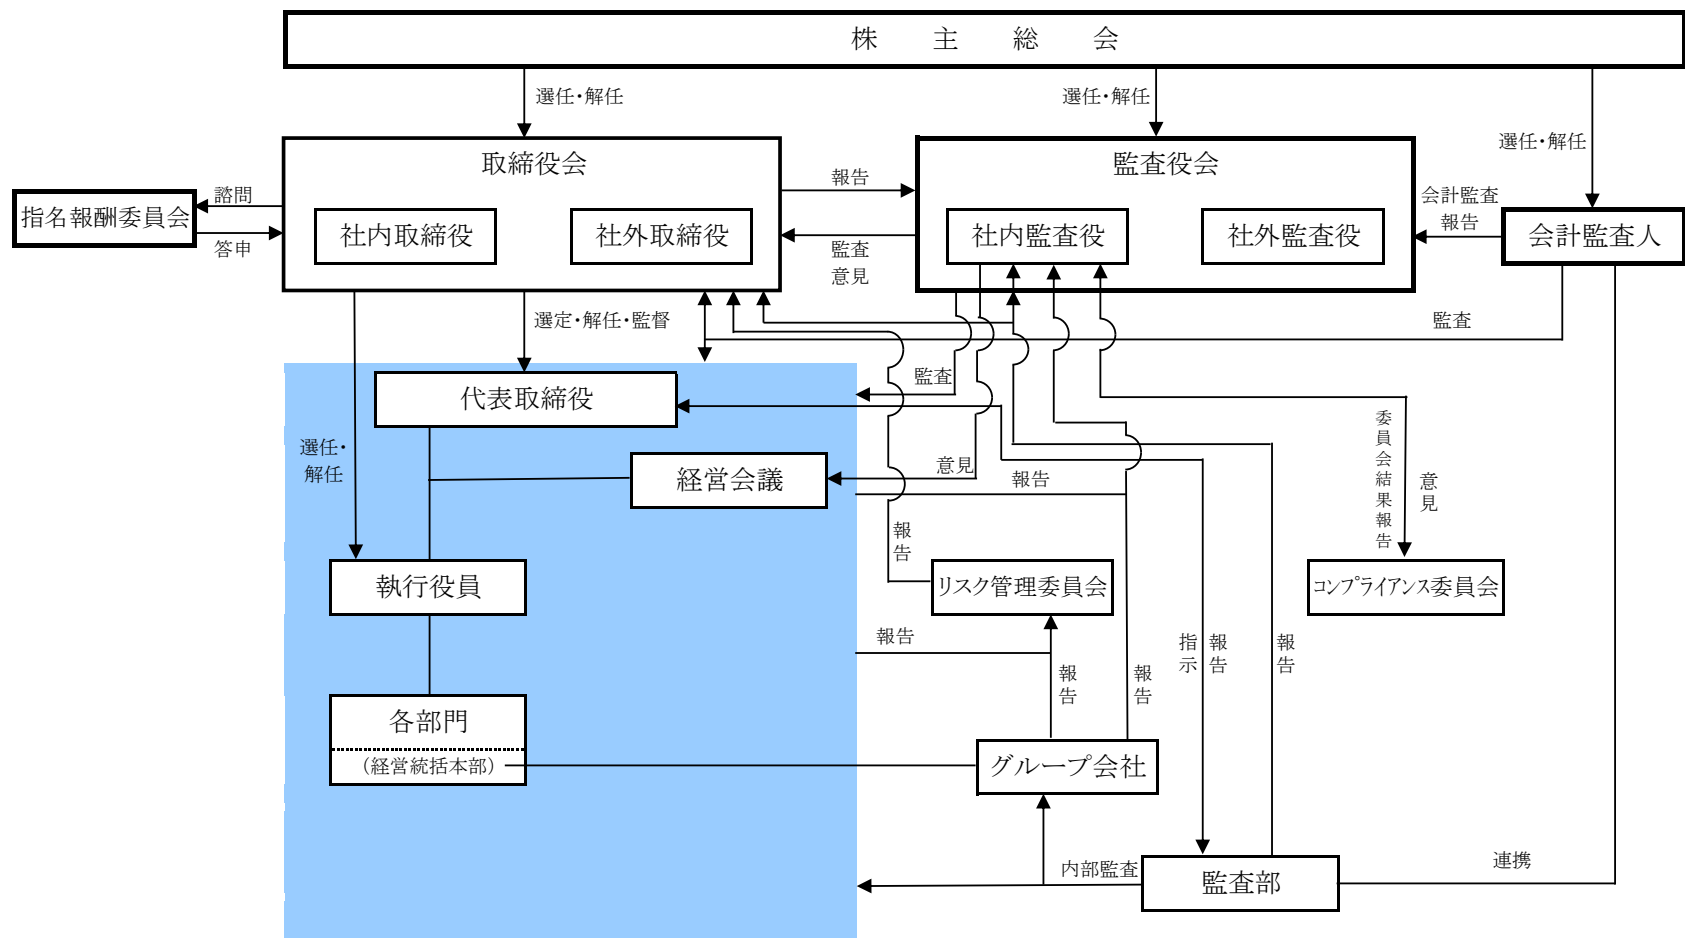 株主総会
選任・解任
選任・解任
選任・解任
取締役会
監査役会
報告
会計監査
報告
諮問
指名報酬委員会
答申
社内取締役
社外取締役
監査
意見
社内監査役
社外監査役
会計監査人
選定・解任・監督
監査
監査
代表取締役
選任・
解任
経営会議
意見
報告
委員会結果報告
意見
報告
執行役員
リスク管理委員会
コンプライアンス委員会
報告
報告
報告
指示
報告
報告
各部門
（経営統括本部）
グループ会社
内部監査
監査部
連携